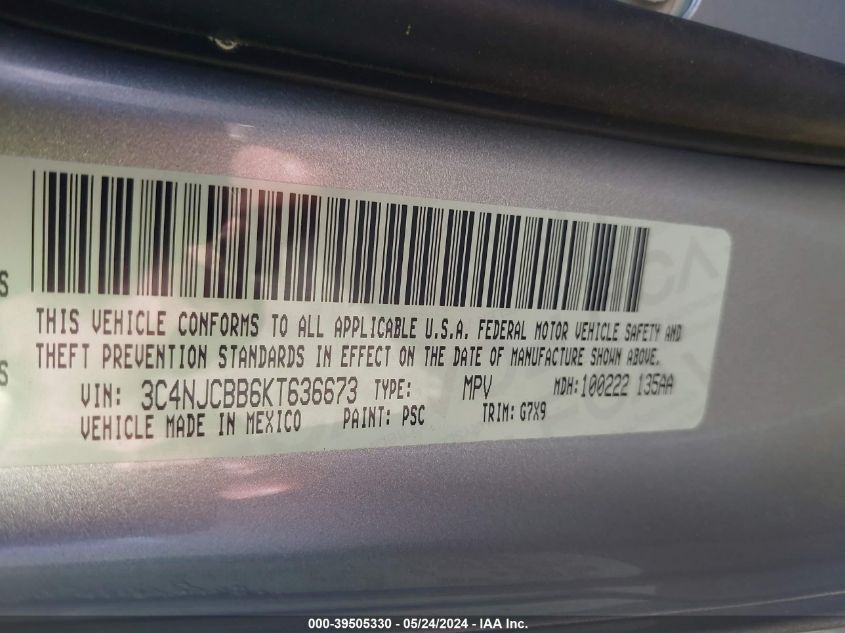 S
THIS VEHICLE CONFORMS TO ALL APPLICABLE U.S.A. FEDERAL MOTOR VEHICLE SAFETY AND
S
THEFT PREVENTION STANDARDS IN EFFECT ON THE DATE OF MANUFACTURE SHOWN ABOVE.
VIN: 3C4NJCBB6KT636673 TYPE: MPV MDH:100222 135AA
VEHICLE MADE IN MEXICO PAINT: PSC TRIM: G7X9
000-39505330 - 05/24/2024 - IAA Inc.